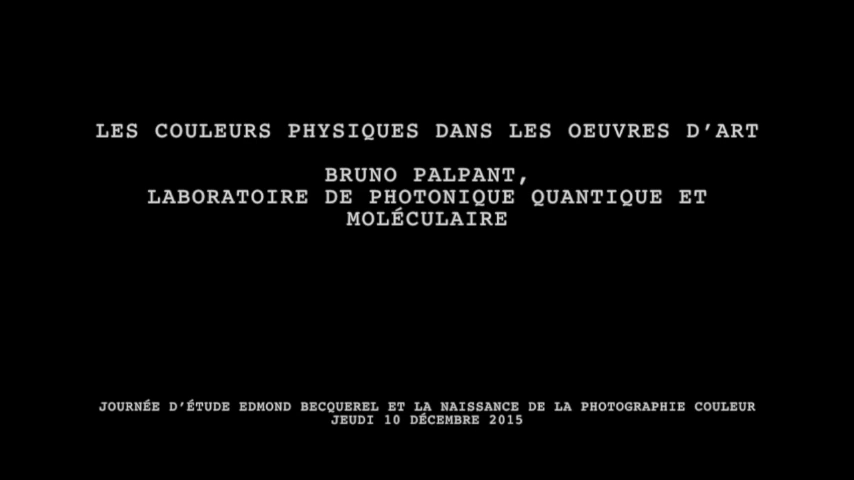 LES COULEURS PHYSIQUES DANS LES OEUVRES D'ART
BRUNO PALPANT,
LABORATOIRE DE PHOTONIQUE QUANTIQUE ET
MOLÉCULAIRE
JOURNÉE D'ÉTUDE EDMOND BECQUEREL ET LA NAISSANCE DE LA PHOTOGRAPHIE COULEUR
JEUDI 10 DÉCEMBRE 2015